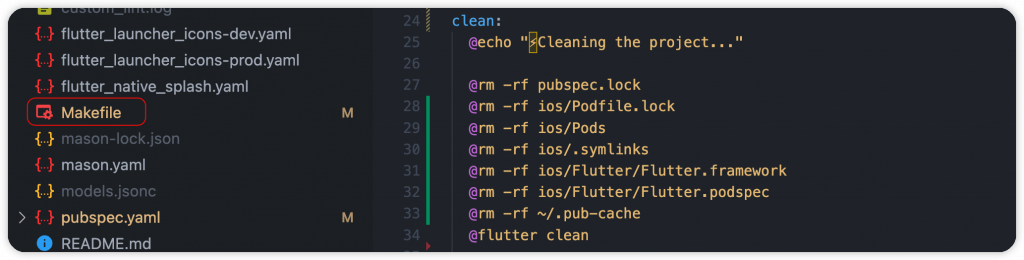 custom_lint.log
flutter_launcher_icons-dev.yaml
flutter_launcher_icons-prod.yaml
flutter_native_splash.yaml
Makefile M
mason-lock.json
mason.yaml
models.jsonc
pubspec.yaml M
README.md
24 clean:
25 @echo "⚡Cleaning the project..."
26
27 @rm -rf pubspec.lock
28 @rm -rf ios/Podfile.lock
29 @rm -rf ios/Pods
30 @rm -rf ios/.symlinks
31 @rm -rf ios/Flutter/Flutter.framework
32 @rm -rf ios/Flutter/Flutter.podspec
33 @rm -rf ~/.pub-cache
34 @flutter clean